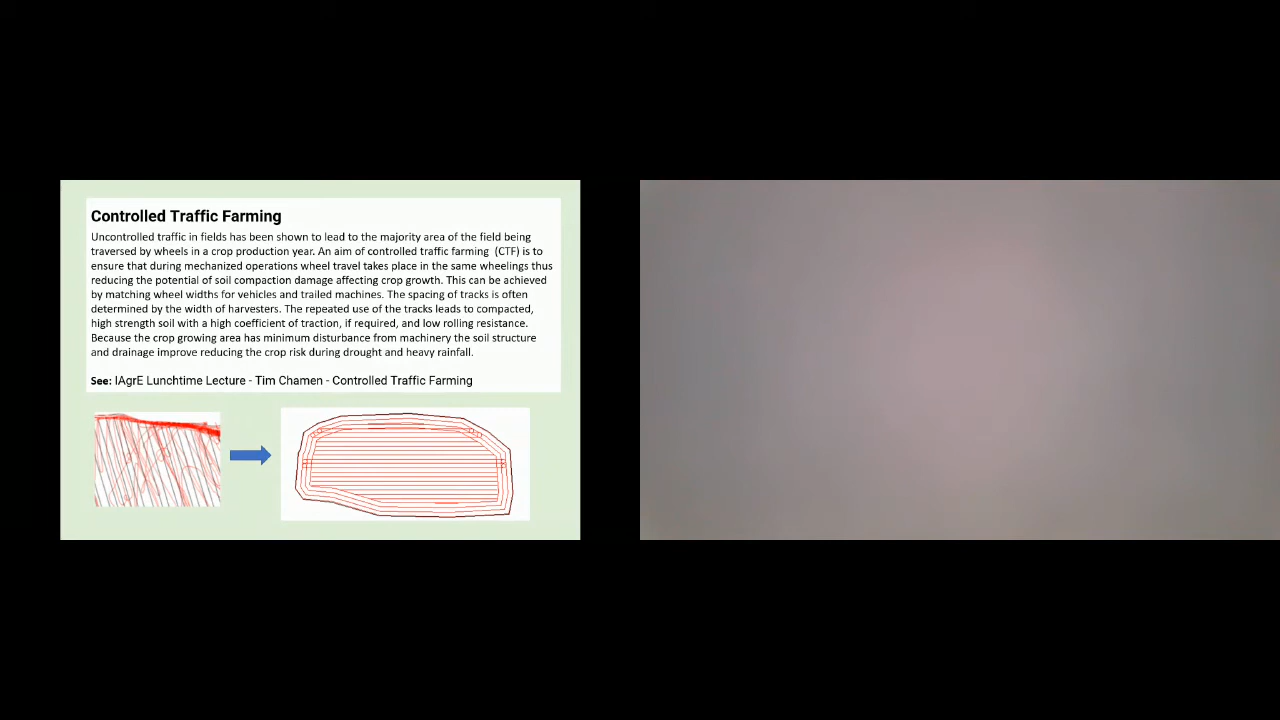 Controlled Traffic Farming
Uncontrolled traffic in fields has been shown to lead to the majority area of the field being
traversed by wheels in a crop production year. An aim of controlled traffic farming (CTF) is to
ensure that during mechanized operations wheel travel takes place in the same wheelings thus
reducing the potential of soil compaction damage affecting crop growth. This can be achieved
by matching wheel widths for vehicles and trailed machines. The spacing of tracks is often
determined by the width of harvesters. The repeated use of the tracks leads to compacted,
high strength soil with a high coefficient of traction, if required, and low rolling resistance.
Because the crop growing area has minimum disturbance from machinery the soil structure
and drainage improve reducing the crop risk during drought and heavy rainfall.
See: IAgrE Lunchtime Lecture - Tim Chamen - Controlled Traffic Farming